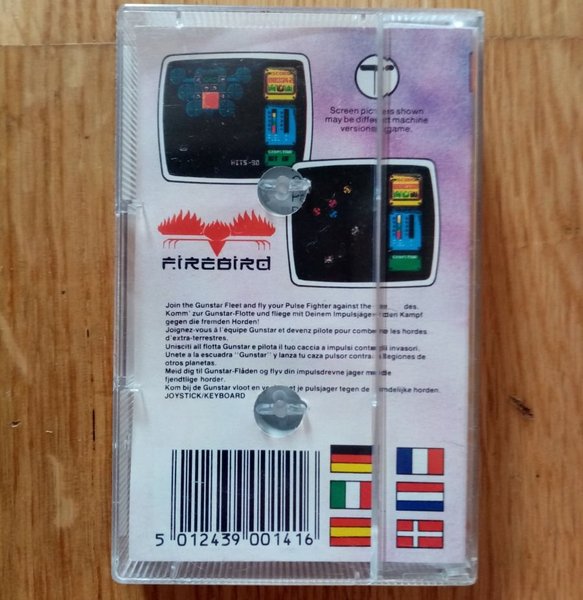 HITS-90
Screen pictures shown
may be different machine
versions game.
FIREBIRD
Join the Gunstar Fleet and fly your Pulse Fighter against the des.
Komm' zur Gunstar-Flotte und fliege mit Deinem Impulsjäger den Kampf
gegen die fremden Horden!
Joignez-vous à l'équipe Gunstar et devenz pilote pour les hordes
d'extra-terrestres.
Unisciti all flotta Gunstar e pilota il tuo caccia a impulsi gli invasori.
Unete a la escuadra "Gunstar" y lanza tu caza pulsor contra Legiones de
otros planetas.
Meid dig til Gunstar-Flåden og flyv din impulsdrevne jager
fjendtlige horder.
Kom bij de Gunstar vloot en je pulsjager tegen de horden.
JOYSTICK/KEYBOARD
5 012439 001416